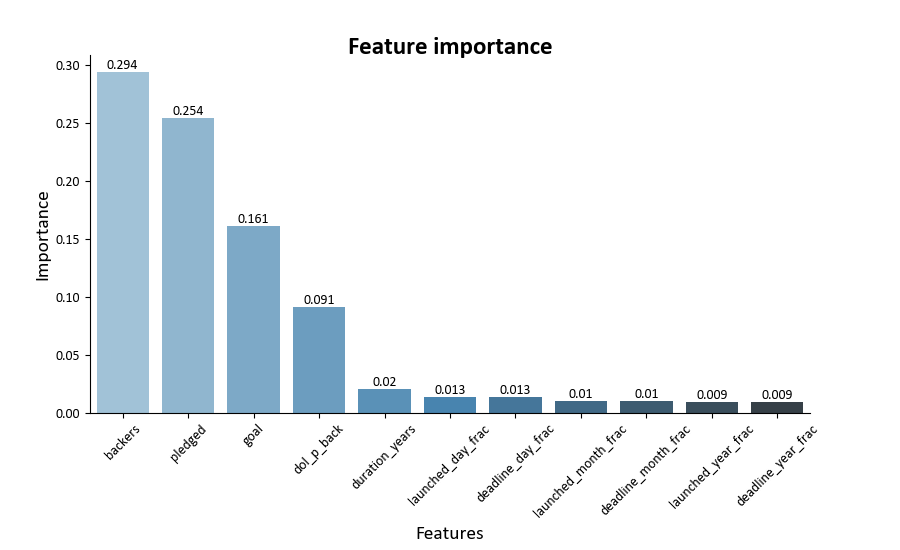 Feature importance
Importance
0.30
0.25
0.20
0.15
0.10
0.05
0.00
0.294
0.254
0.161
0.091
0.02
0.013
0.013
0.01
0.01
0.009
0.009
backers
pledged
goal
dol_p_back
duration_years
launched_day_frac
deadline_day_frac
launched_month_frac
deadline_month_frac
launched_year_frac
deadline_year_frac
Features